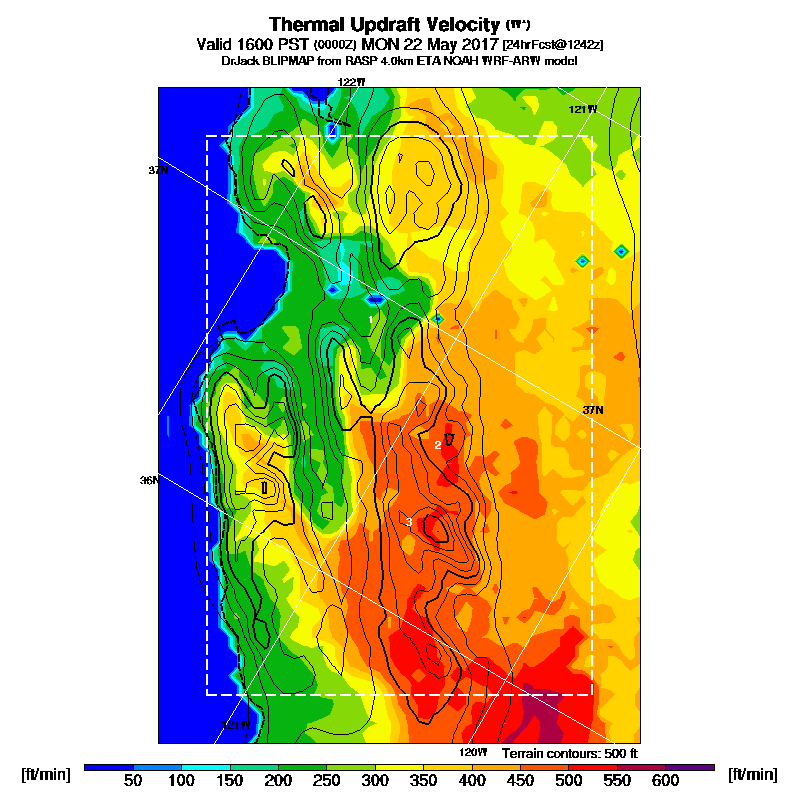 Thermal Updraft Velocity (W*)
Valid 1600 PST (0000Z) MON 22 May 2017 [24hrFcst@1242z]
DrJack BLIPMAP from RASP 4.0km ETA NOAH WRF-ARW model
122W
121W
37N
1
37N
2
36N
3
121W
120W
Terrain contours: 500 ft
[ft/min] 50 100 150 200 250 300 350 400 450 500 550 600 [ft/min]